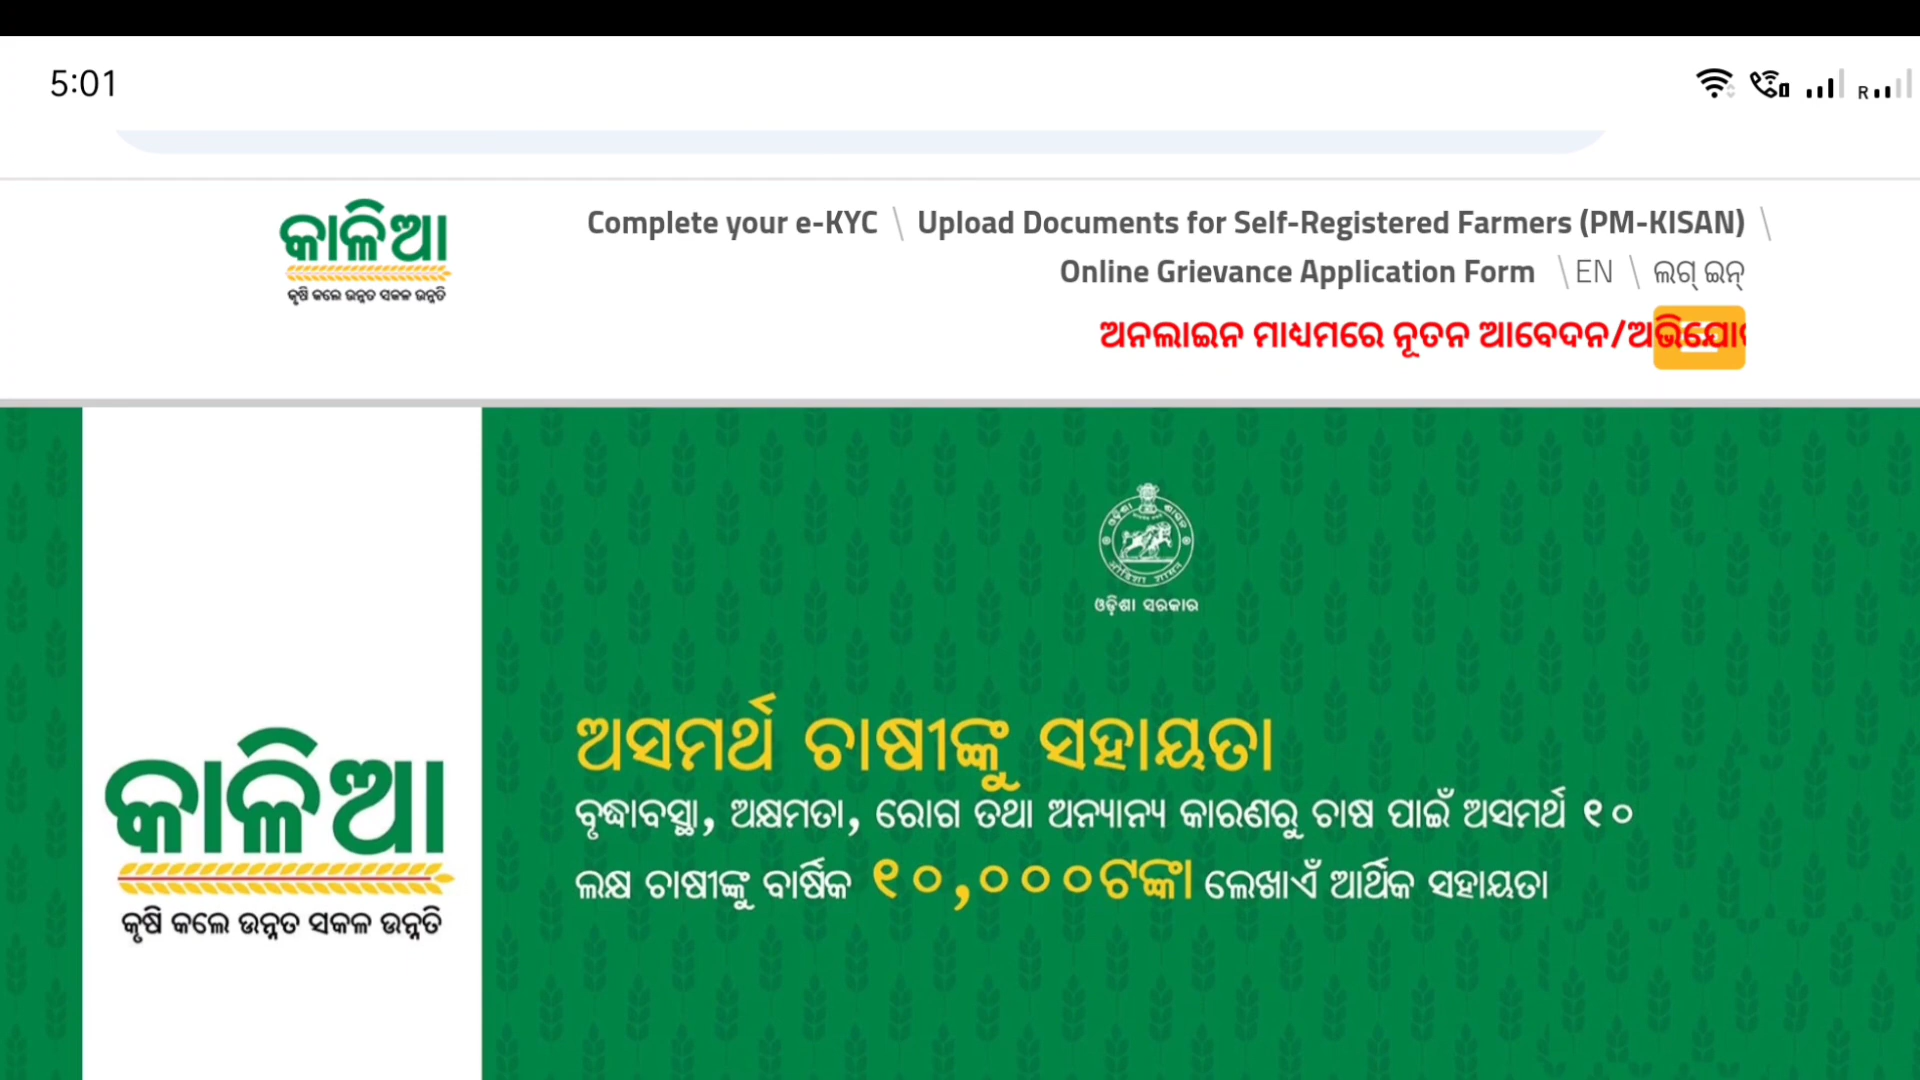 5:01
R
କାଳିଆ
କୃଷି କଲେ ଉନ୍ନତ ସକଳ ଉନ୍ନତି
Complete your e-KYC \ Upload Documents for Self-Registered Farmers (PM-KISAN) \
Online Grievance Application Form \ EN \ ଲଗ୍ ଇନ୍
ଅନଲାଇନ ମାଧ୍ୟମରେ ନୂତନ ଆବେଦନ/
ଓଡ଼ିଶା ଶାସନ
ଓଡ଼ିଶା ସରକାର
ଅସମର୍ଥ ଚାଷୀଙ୍କୁ ସହାୟତା
ବୃଦ୍ଧାବସ୍ଥା, ଅକ୍ଷମତା, ରୋଗ ତଥା ଅନ୍ୟାନ୍ୟ କାରଣରୁ ଚାଷ ପାଇଁ ଅସମର୍ଥ ୧୦
ଲକ୍ଷ ଚାଷୀଙ୍କୁ ବାର୍ଷିକ ୧୦,୦୦୦ଟଙ୍କା ଲେଖାଏଁ ଆର୍ଥିକ ସହାୟତା
କାଳିଆ
କୃଷି କଲେ ଉନ୍ନତ ସକଳ ଉନ୍ନତି